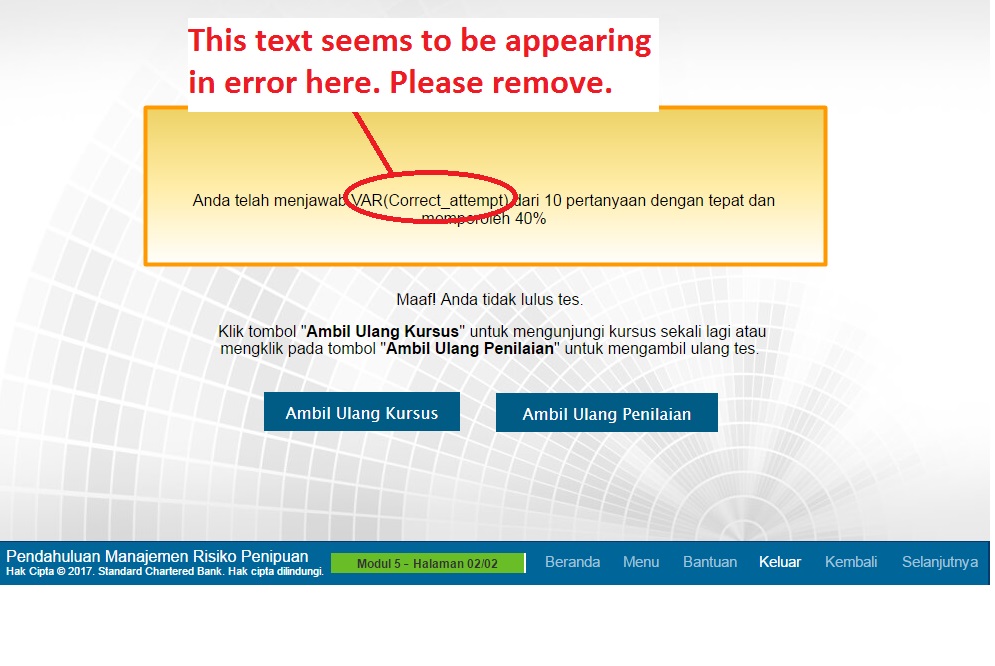 This text seems to be appearing
in error here. Please remove.
Anda telah menjawab VAR(Correct_attempt) dari 10 pertanyaan dengan tepat dan
memperoleh 40%
Maaf! Anda tidak lulus tes.
Klik tombol "Ambil Ulang Kursus" untuk mengunjungi kursus sekali lagi atau
mengklik pada tombol "Ambil Ulang Penilaian" untuk mengambil ulang tes.
Ambil Ulang Kursus
Ambil Ulang Penilaian
Pendahuluan Manajemen Risiko Penipuan
Hak Cipta © 2017. Standard Chartered Bank. Hak cipta dilindungi.
Modul 5 - Halaman 02/02
Beranda
Menu
Bantuan
Keluar
Kembali
Selanjutnya